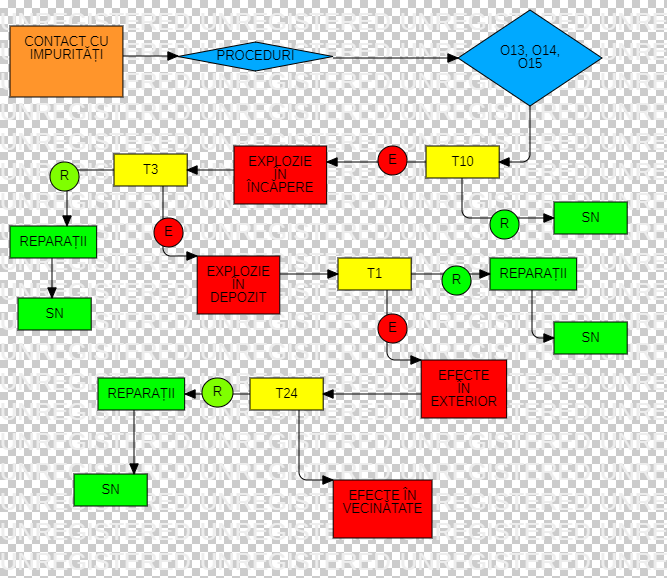 CONTACT CU
IMPURITĂȚI
PROCEDURI
O13, O14,
O15
R
T3
EXPLOZIE
ÎN
ÎNCĂPERE
E
T10
R
SN
REPARAȚII
E
SN
EXPLOZIE
ÎN
DEPOZIT
T1
R
REPARAȚII
E
SN
EFECTE
ÎN
EXTERIOR
REPARAȚII
R
T24
SN
EFECTE ÎN
VECINĂTATE